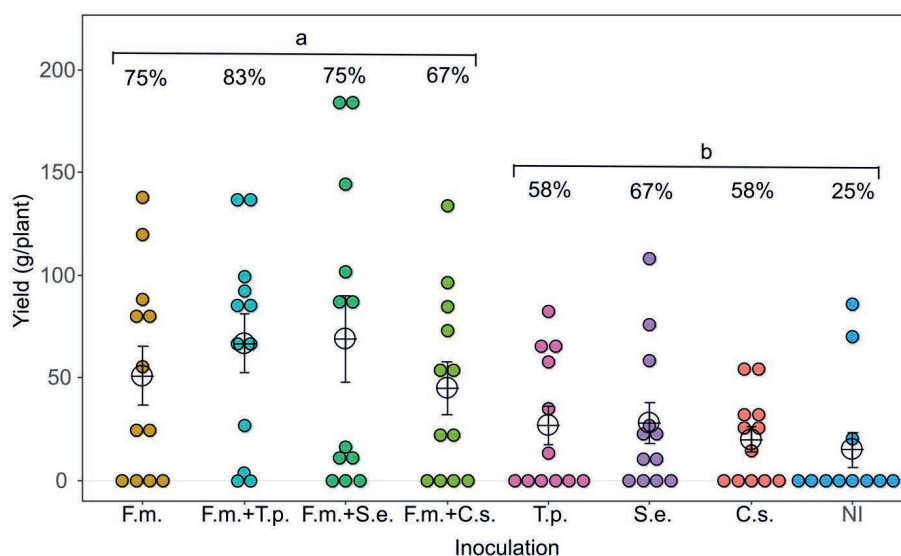 a
200
75% 83% 75% 67%
b
150
58% 67% 58% 25%
100
50
0
Yield (g/plant)
F.m. F.m.+T.p. F.m.+S.e. F.m.+C.s. T.p. S.e. C.s. NI
Inoculation